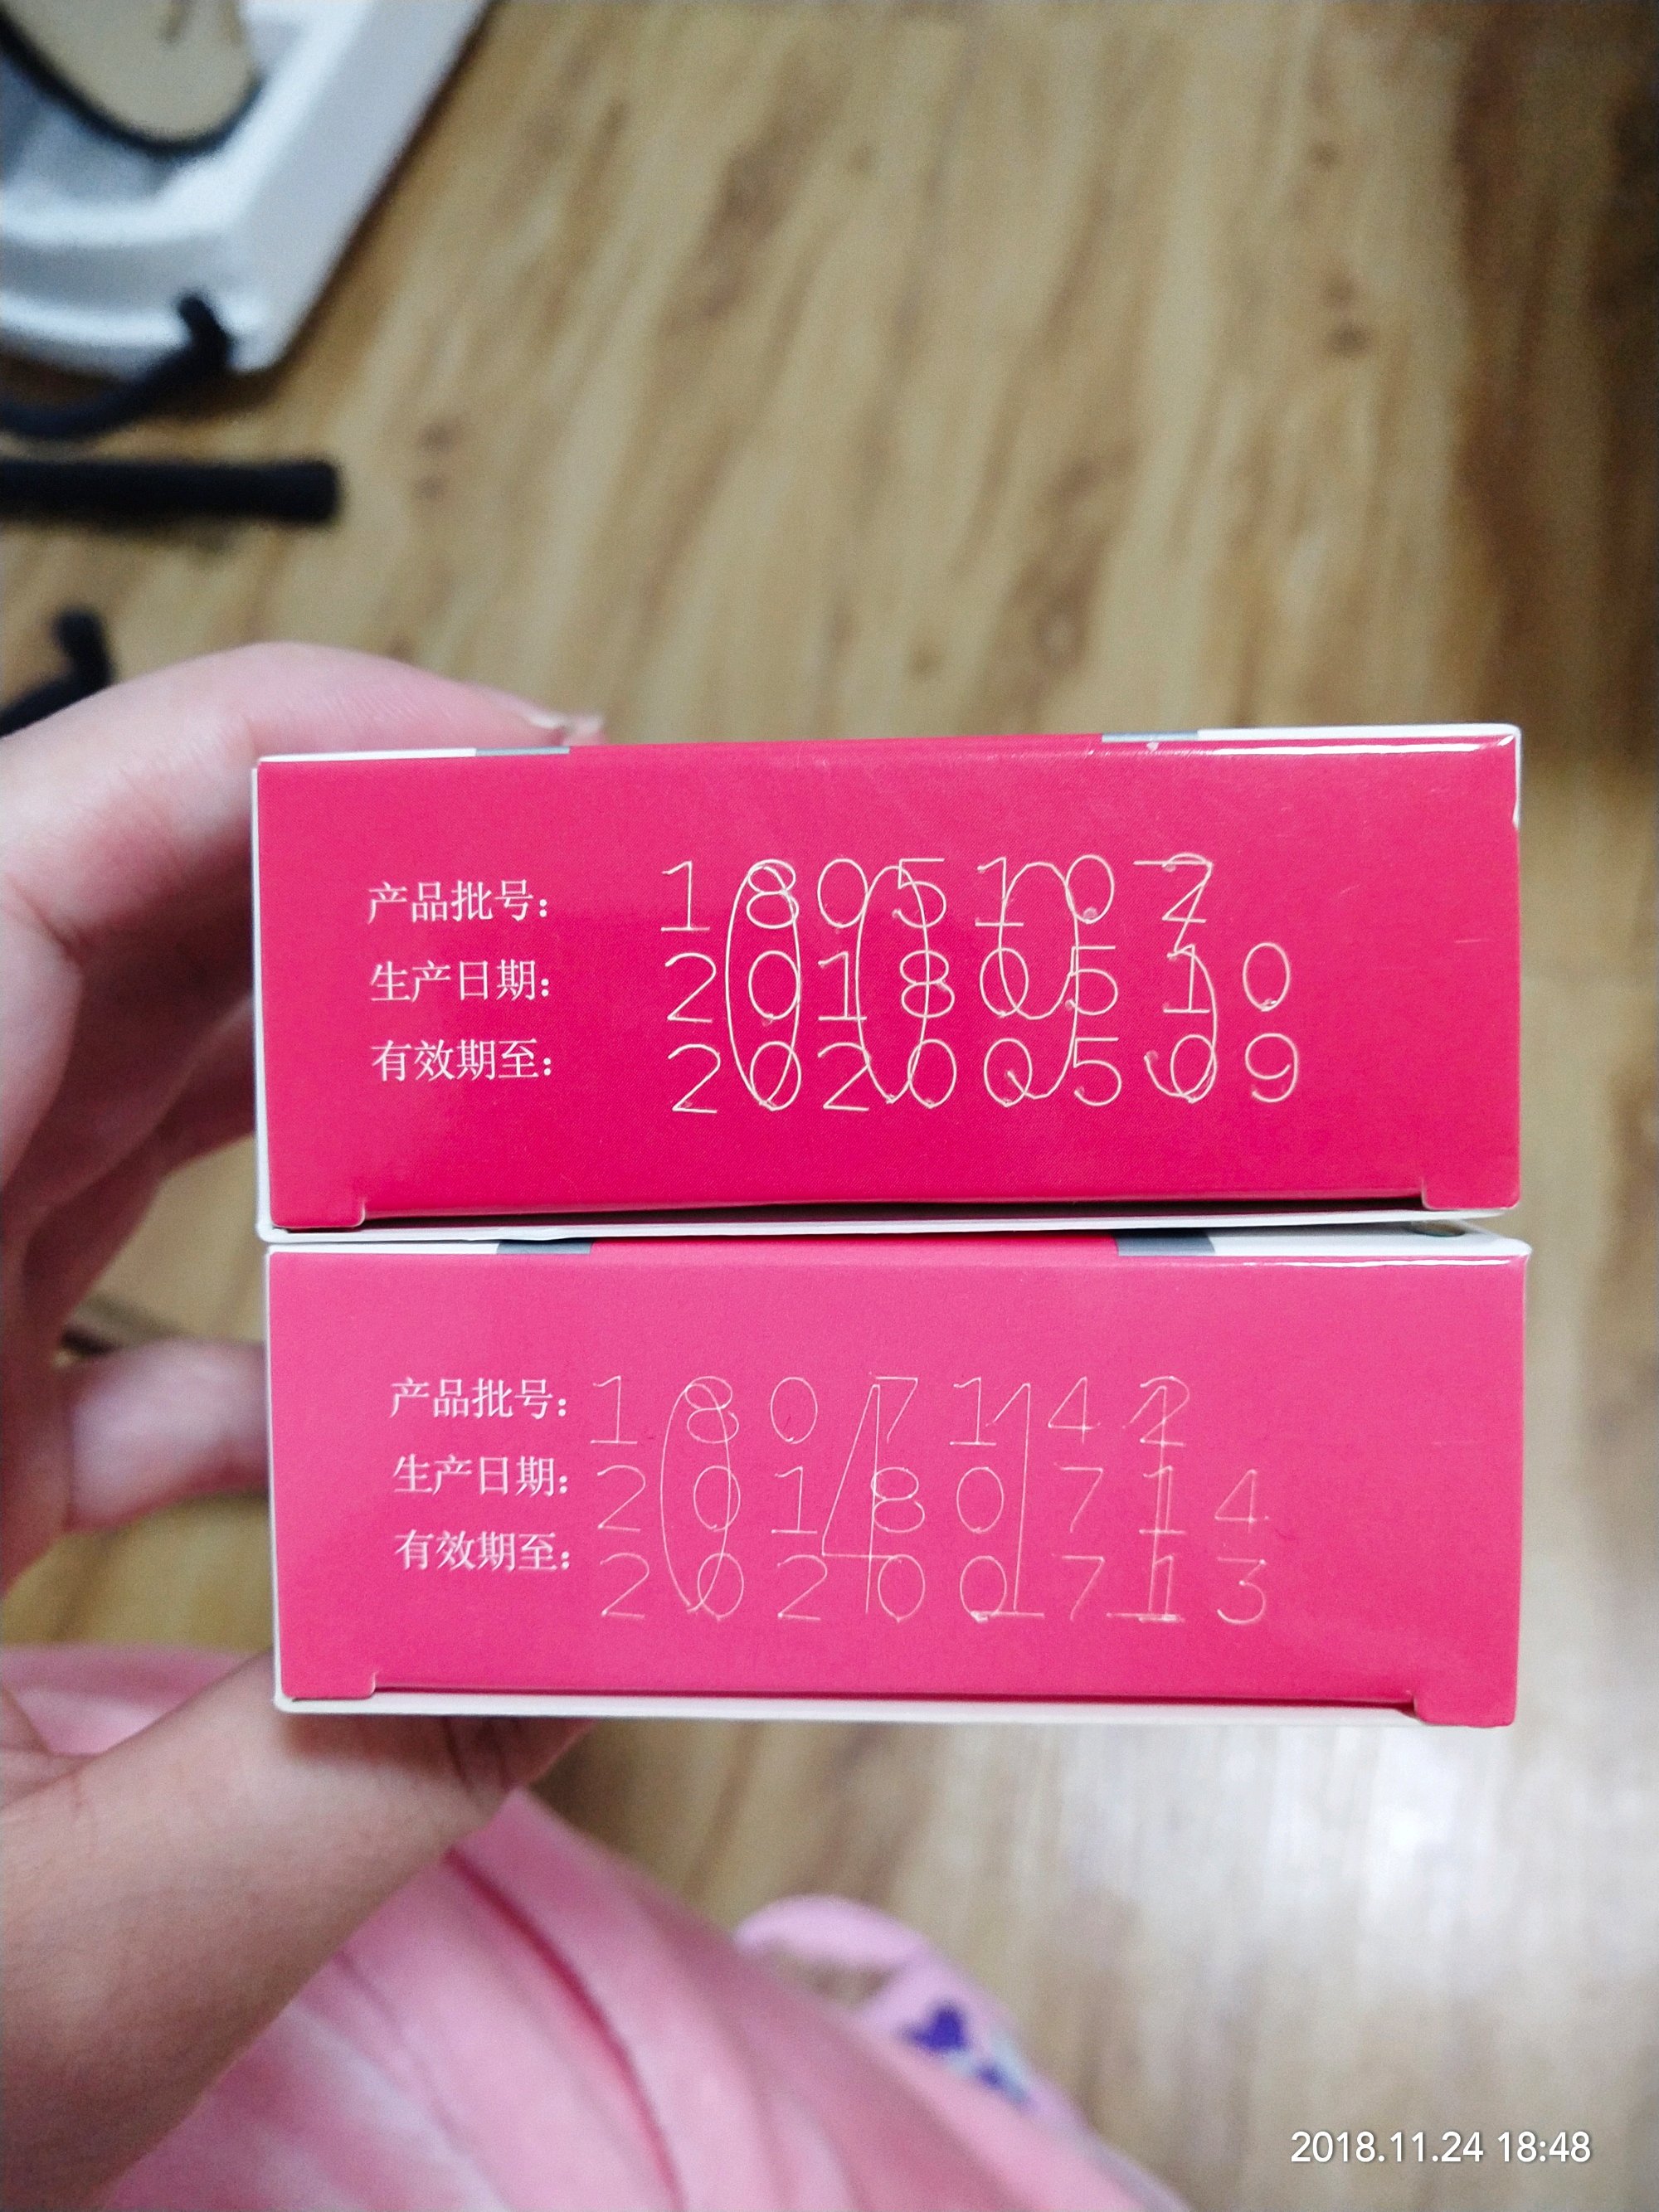 产品批号： 1805102
生产日期： 20180510
有效期至： 20200509
产品批号： 1807142
生产日期： 20180714
有效期至： 20200713
2018.11.24 18:48